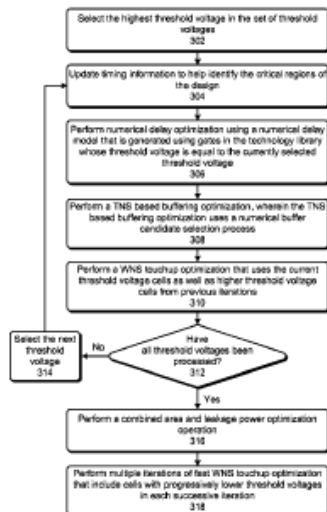 Select the highest threshold voltage in the set of threshold
voltages
302
Update timing information to help identify the critical regions of
the design
304
Perform numerical delay optimization using a numerical delay
model that is generated using gates in the technology library
whose threshold voltage is equal to the currently selected
threshold voltage
306
Perform a TNS based buffering optimization, wherein the TNS
based buffering optimization uses a numerical buffer
candidate selection process
308
Perform a WNS touchup optimization that uses the current
threshold voltage cells as well as higher threshold voltage
cells from previous iterations
310
Select the next
threshold
voltage
314
No
Have
all threshold voltages been
processed?
312
Yes
Perform a combined area and leakage power optimization
operation
316
Perform multiple iterations of fast WNS touchup optimization
that include cells with progressively lower threshold voltages
in each successive iteration
318